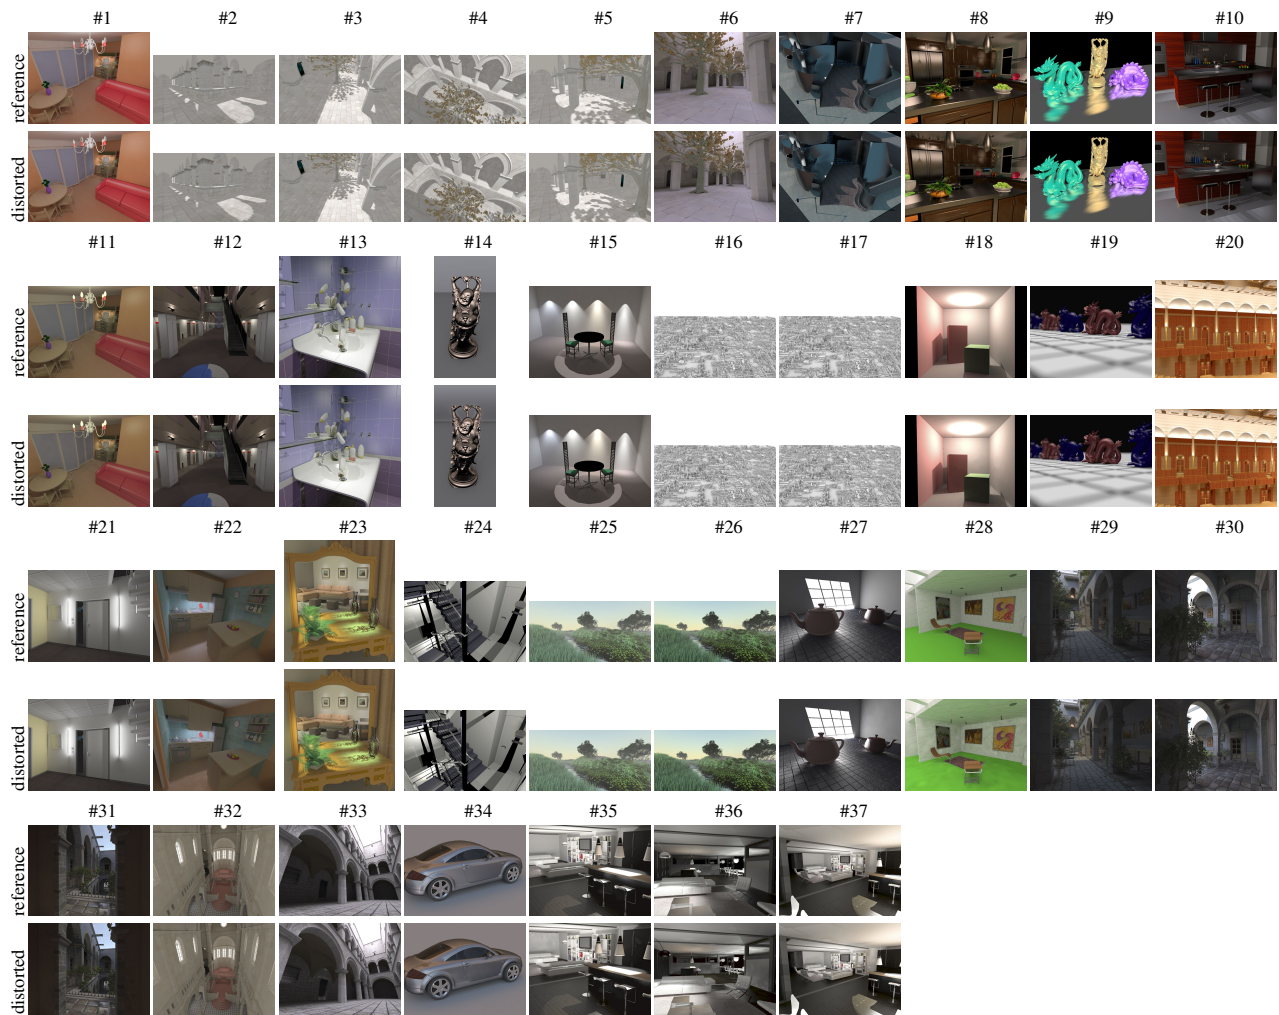 #1 #2 #3 #4 #5 #6 #7 #8 #9 #10
reference
distorted
#11 #12 #13 #14 #15 #16 #17 #18 #19 #20
reference
distorted
#21 #22 #23 #24 #25 #26 #27 #28 #29 #30
reference
distorted
#31 #32 #33 #34 #35 #36 #37
reference
distorted